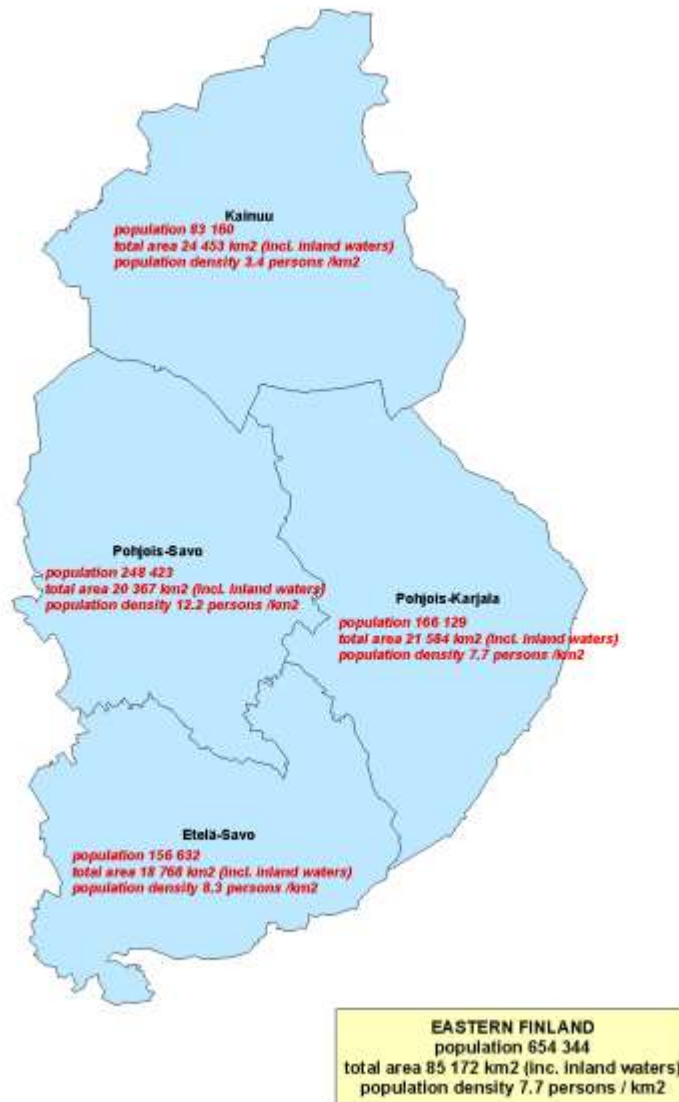 Kainuu
population 83 160
total area 24 453 km2 (incl. inland waters)
population density 3.4 persons /km2
Pohjois-Savo
population 248 423
total area 20 367 km2 (incl. inland waters)
population density 12.2 persons /km2
Pohjois-Karjala
population 166 129
total area 21 584 km2 (incl. inland waters)
population density 7.7 persons /km2
Etelä-Savo
population 156 632
total area 18 768 km2 (incl. inland waters)
population density 8.3 persons /km2
EASTERN FINLAND
population 654 344
total area 85 172 km2 (inc. inland waters)
population density 7.7 persons / km2